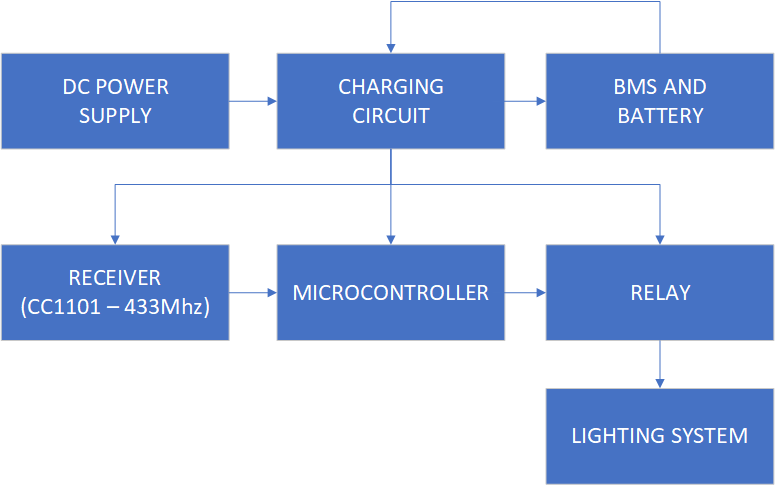 DC POWER
SUPPLY
CHARGING
CIRCUIT
BMS AND
BATTERY
RECEIVER
(CC1101 – 433Mhz)
MICROCONTROLLER
RELAY
LIGHTING SYSTEM